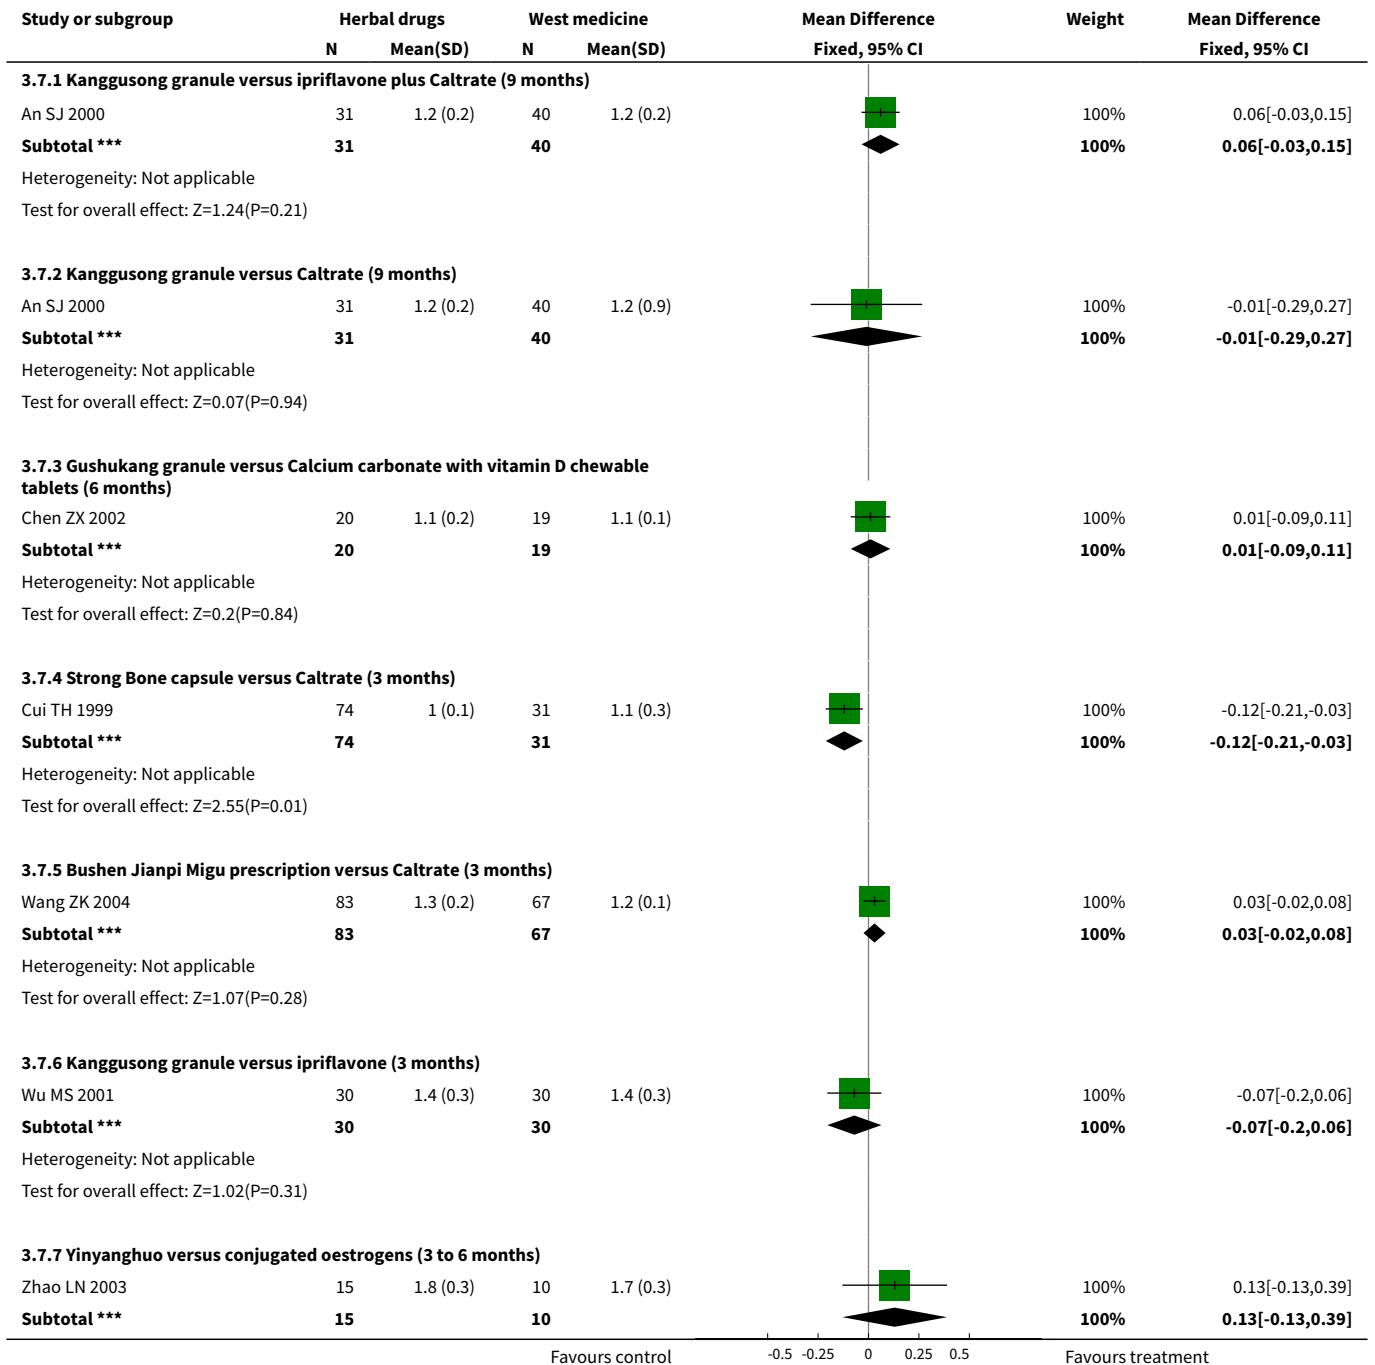 Study or subgroup Herbal drugs West medicine Mean Difference Weight Mean Difference
N Mean(SD) N Mean(SD) Fixed, 95% CI Fixed, 95% CI
3.7.1 Kanggusong granule versus ipriflavone plus Caltrate (9 months)
An SJ 2000 31 1.2 (0.2) 40 1.2 (0.2) 100% 0.06[-0.03,0.15]
Subtotal *** 31 40 100% 0.06[-0.03,0.15]
Heterogeneity: Not applicable
Test for overall effect: Z=1.24(P=0.21)
3.7.2 Kanggusong granule versus Caltrate (9 months)
An SJ 2000 31 1.2 (0.2) 40 1.2 (0.9) 100% -0.01[-0.29,0.27]
Subtotal *** 31 40 100% -0.01[-0.29,0.27]
Heterogeneity: Not applicable
Test for overall effect: Z=0.07(P=0.94)
3.7.3 Gushukang granule versus Calcium carbonate with vitamin D chewable
tablets (6 months)
Chen ZX 2002 20 1.1 (0.2) 19 1.1 (0.1) 100% 0.01[-0.09,0.11]
Subtotal *** 20 19 100% 0.01[-0.09,0.11]
Heterogeneity: Not applicable
Test for overall effect: Z=0.2(P=0.84)
3.7.4 Strong Bone capsule versus Caltrate (3 months)
Cui TH 1999 74 1 (0.1) 31 1.1 (0.3) 100% -0.12[-0.21,-0.03]
Subtotal *** 74 31 100% -0.12[-0.21,-0.03]
Heterogeneity: Not applicable
Test for overall effect: Z=2.55(P=0.01)
3.7.5 Bushen Jianpi Migu prescription versus Caltrate (3 months)
Wang ZK 2004 83 1.3 (0.2) 67 1.2 (0.1) 100% 0.03[-0.02,0.08]
Subtotal *** 83 67 100% 0.03[-0.02,0.08]
Heterogeneity: Not applicable
Test for overall effect: Z=1.07(P=0.28)
3.7.6 Kanggusong granule versus ipriflavone (3 months)
Wu MS 2001 30 1.4 (0.3) 30 1.4 (0.3) 100% -0.07[-0.2,0.06]
Subtotal *** 30 30 100% -0.07[-0.2,0.06]
Heterogeneity: Not applicable
Test for overall effect: Z=1.02(P=0.31)
3.7.7 Yinyanghuo versus conjugated oestrogens (3 to 6 months)
Zhao LN 2003 15 1.8 (0.3) 10 1.7 (0.3) 100% 0.13[-0.13,0.39]
Subtotal *** 15 10 100% 0.13[-0.13,0.39]
Favours control -0.5 -0.25 0 0.25 0.5 Favours treatment